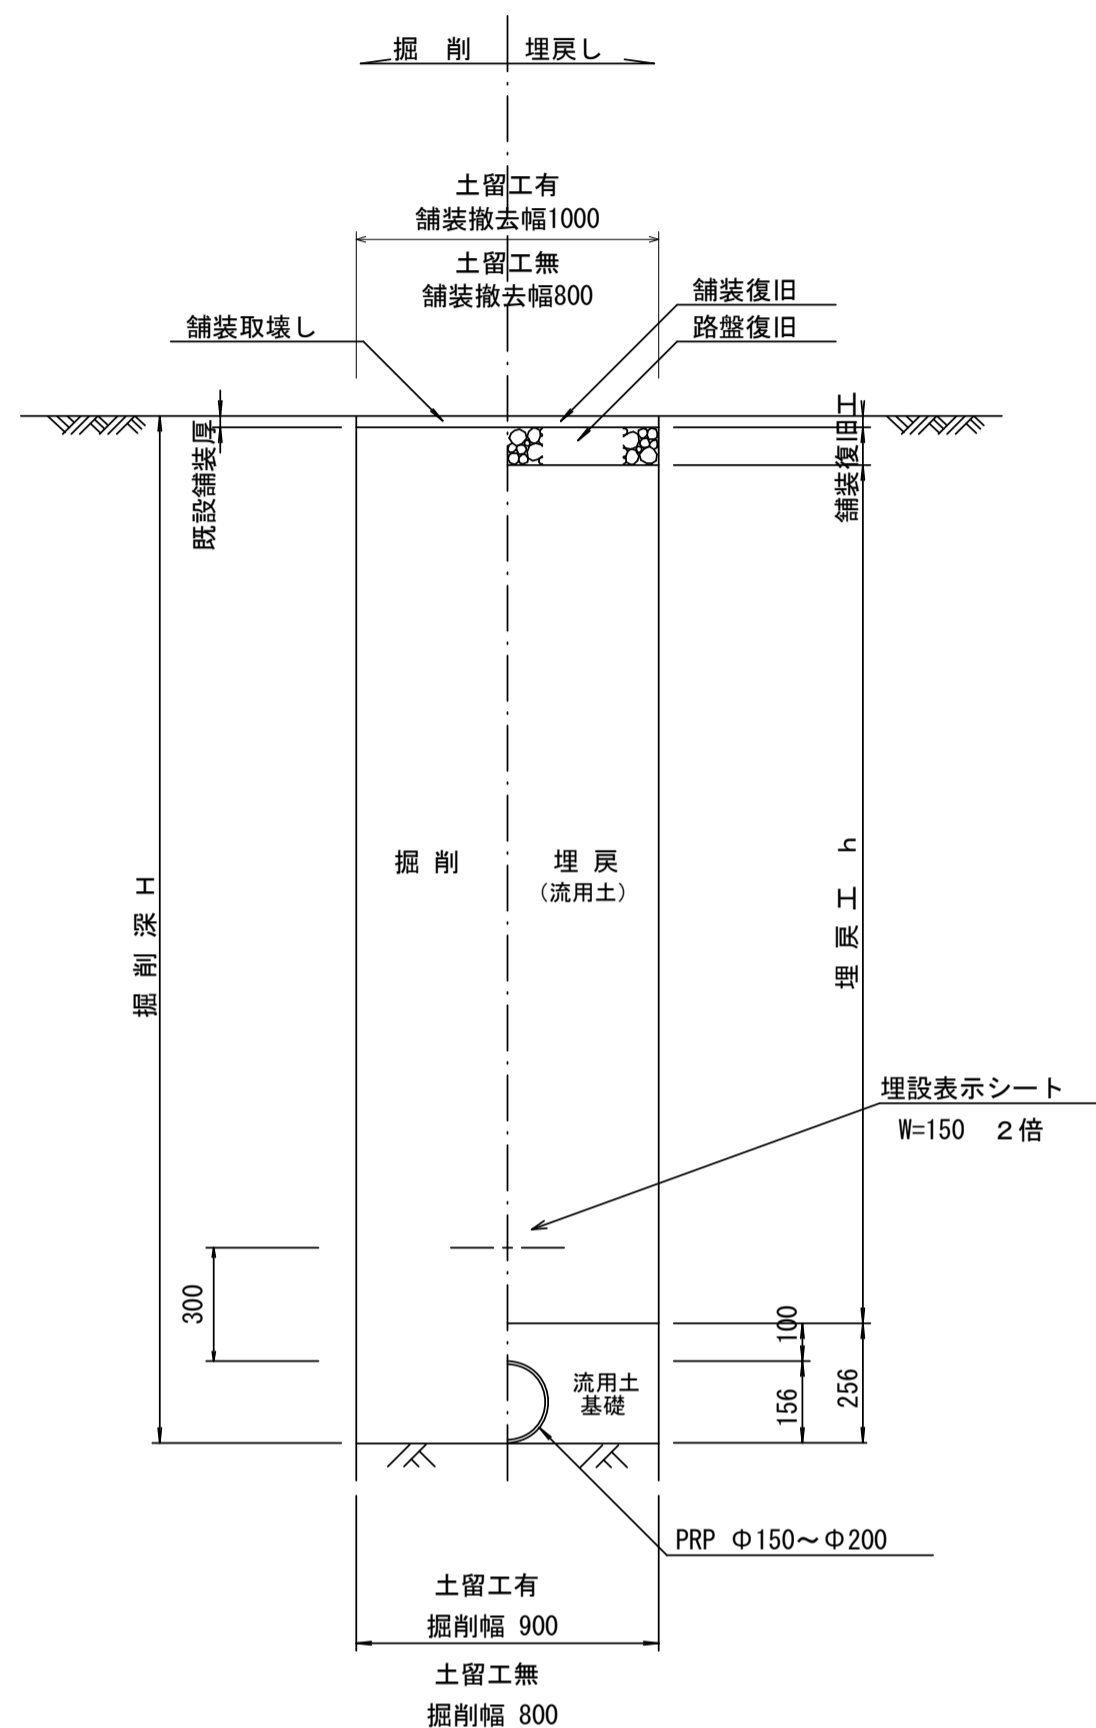 掘 削 埋戻し
土留工有
舗装撤去幅1000
土留工無
舗装撤去幅800
舗装復旧
路盤復旧
舗装取壊し
既設舗装厚
舗装復旧工
掘 削
埋 戻
(流用土)
掘 削 深 H
埋 戻 工 h
埋設表示シート
W=150 2倍
300
100
156
256
流用土
基礎
PRP Φ150～Φ200
土留工有
掘削幅 900
土留工無
掘削幅 800